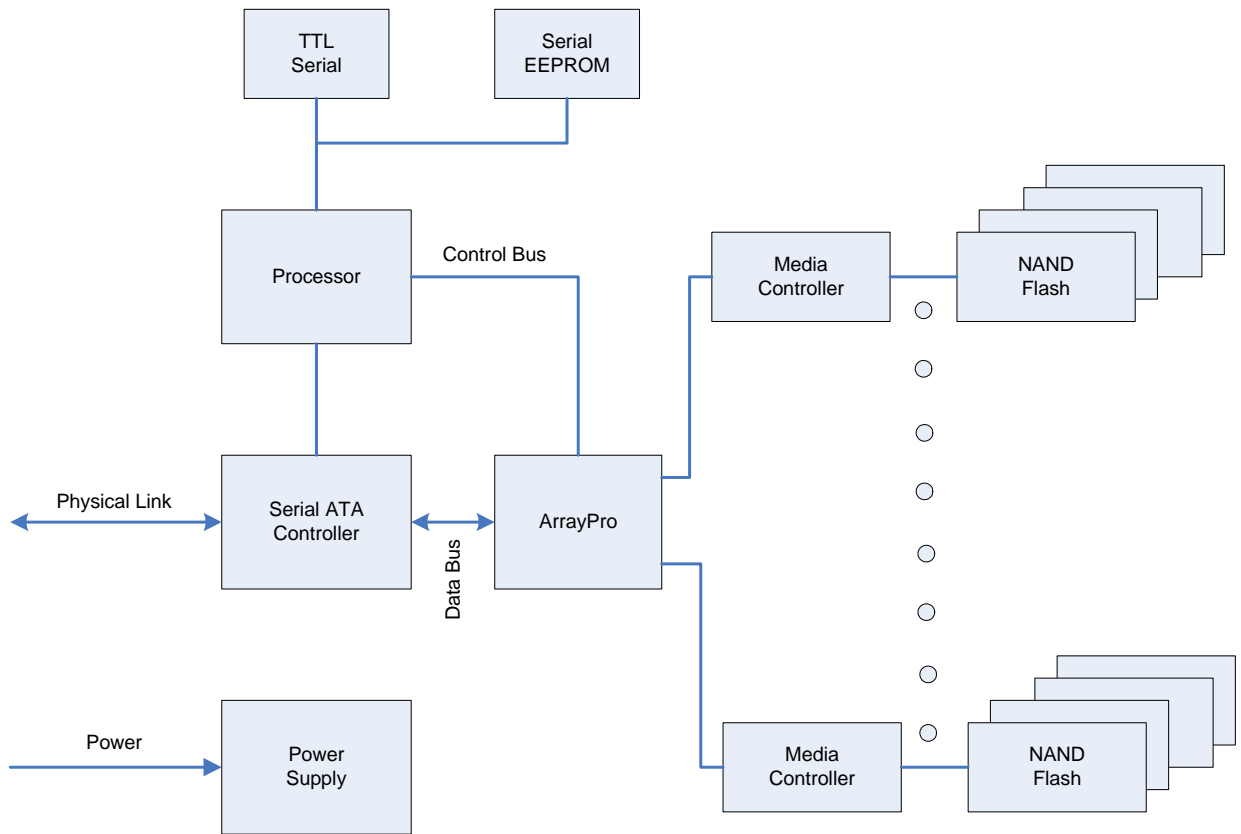 TTL
Serial
Serial
EEPROM
Processor
Control Bus
Media
Controller
NAND
Flash
Physical Link
Serial ATA
Controller
Data Bus
ArrayPro
Power
Power
Supply
Media
Controller
NAND
Flash